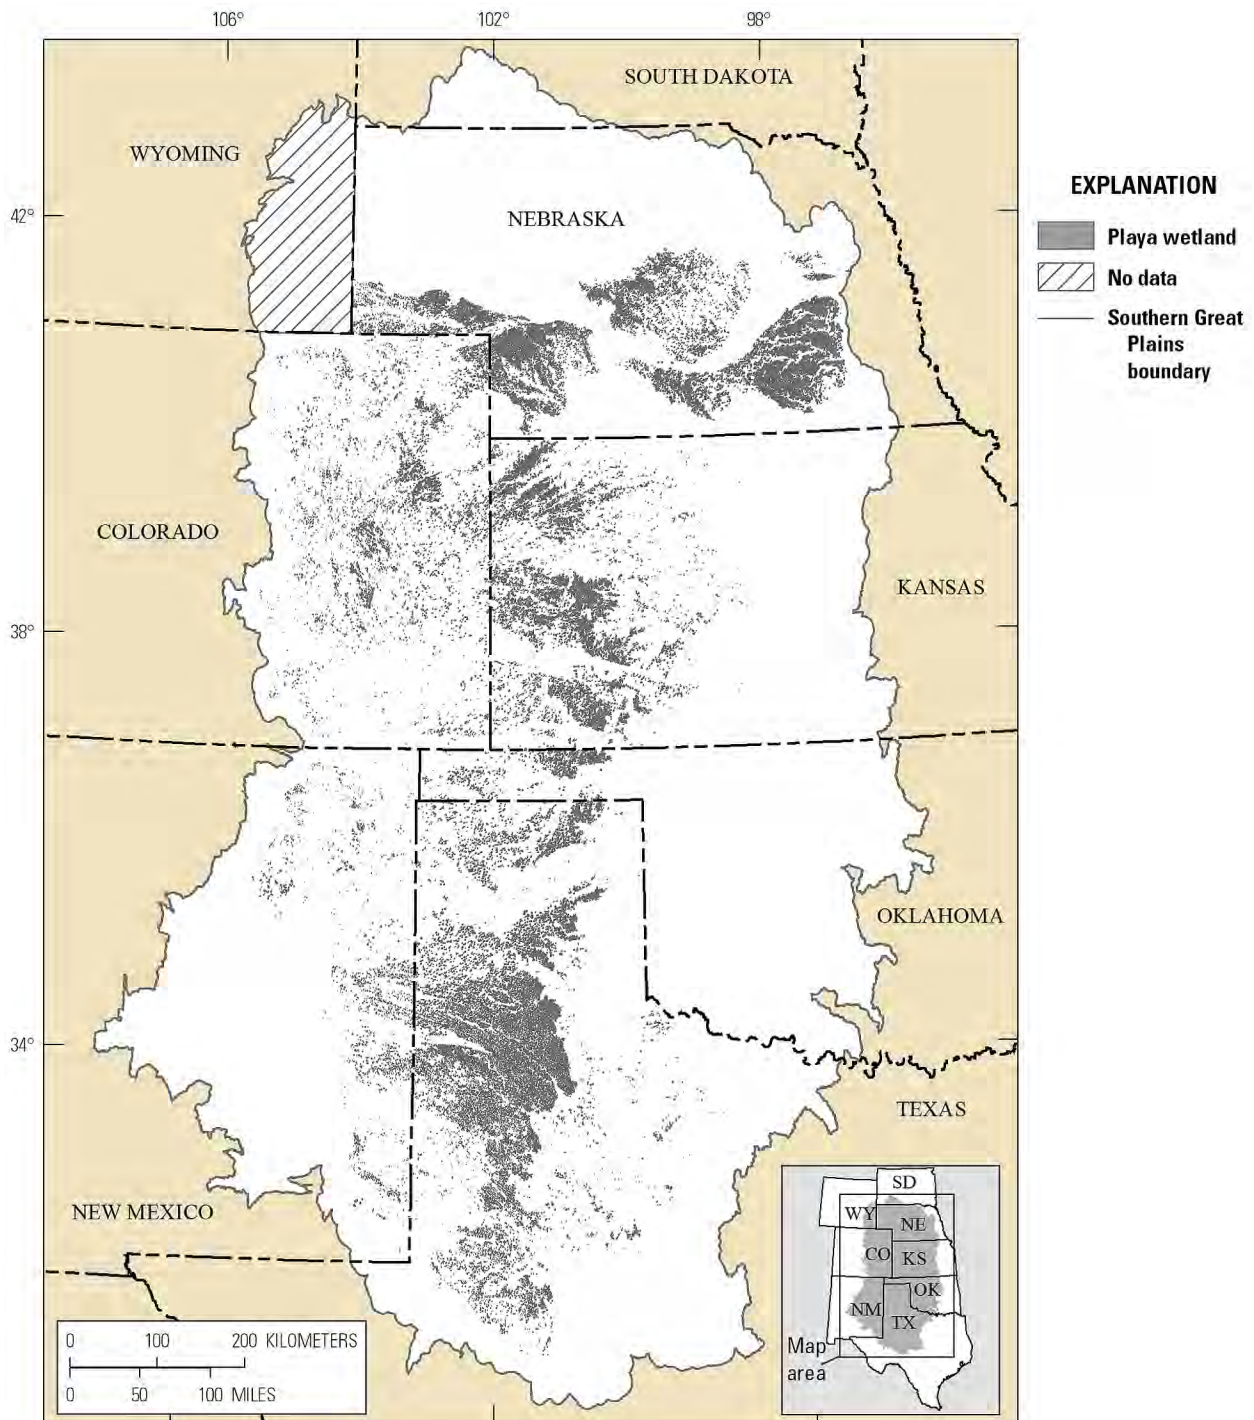 106°
102°
98°
SOUTH DAKOTA
WYOMING
EXPLANATION
42°
NEBRASKA
Playa wetland
No data
Southern Great
Plains
boundary
COLORADO
KANSAS
38°
OKLAHOMA
34°
TEXAS
NEW MEXICO
SD
WY
NE
CO
KS
OK
NM
TX
Map
area
0 100 200 KILOMETERS
0 50 100 MILES